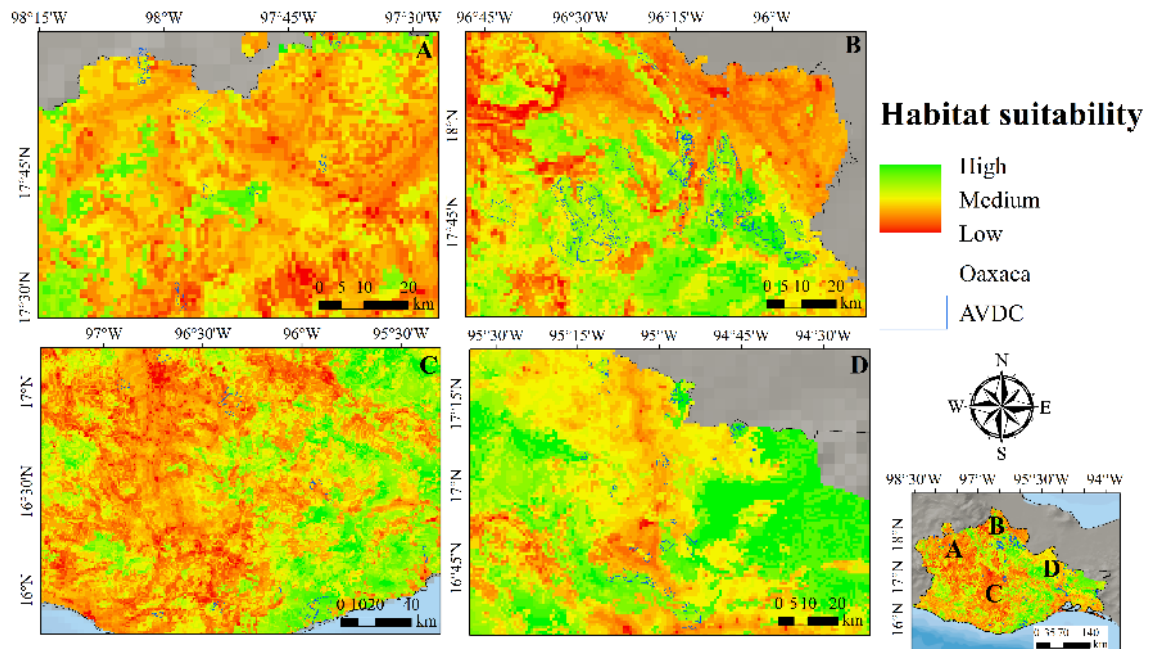 98°15'W 98°W 97°45'W 97°30'W
A
17°45'N
17°30'N
0 5 10 20
km
96°45'W 96°30'W 96°15'W 96°W
B
18°N
17°45'N
0 5 10 20
km
97°W 96°30'W 96°W 95°30'W
C
17°N
16°30'N
16°N
0 1020 40
km
95°30'W 95°15'W 95°W 94°45'W 94°30'W
D
17°15'N
17°N
16°45'N
0 5 10 20
km
Habitat suitability
High
Medium
Low
Oaxaca
AVDC
N
W E
S
98°30'W 97°W 95°30'W 94°W
18°N
17°N
16°N
A
B
C
D
0 35 70 140
km